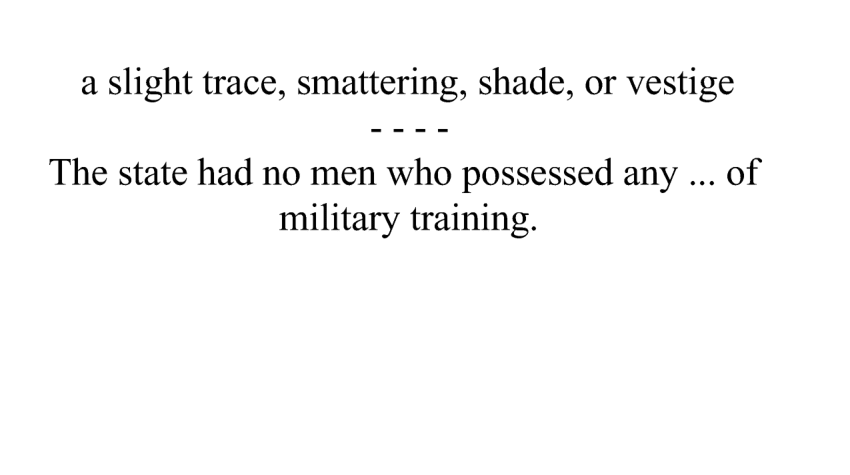 a slight trace, smattering, shade, or vestige
- - - -
The state had no men who possessed any ... of
military training.